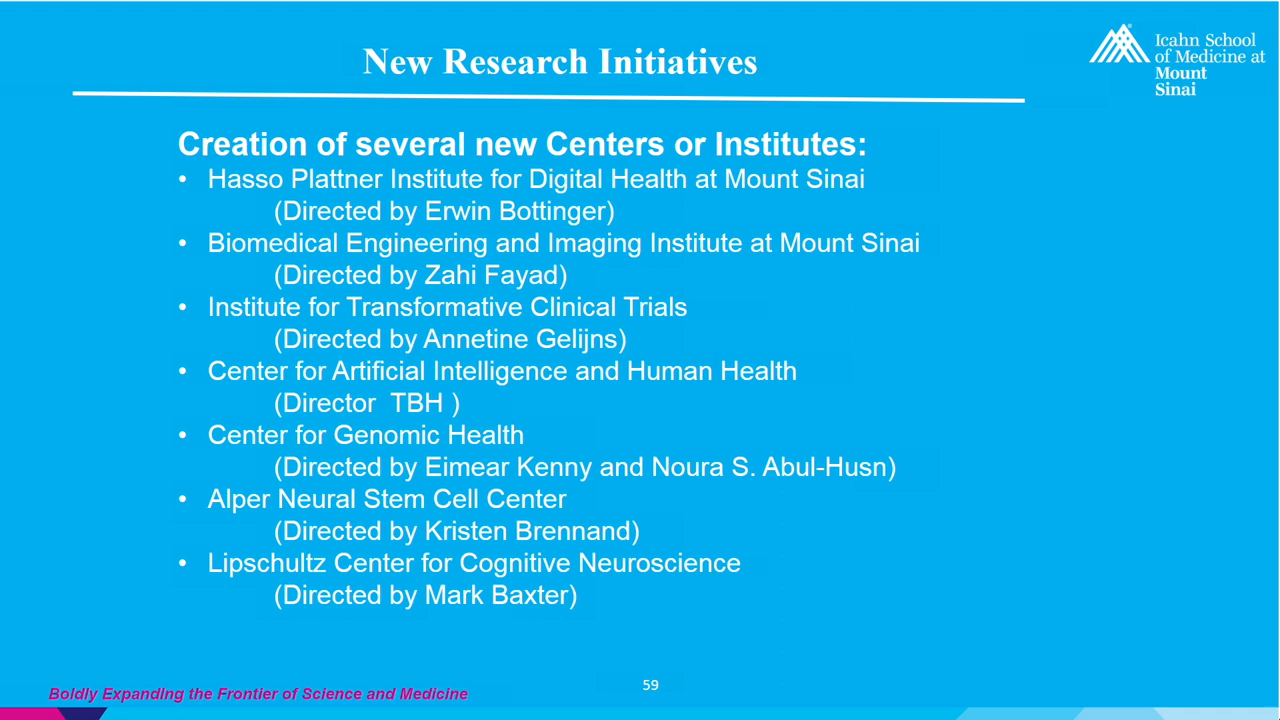 New Research Initiatives
Icahn School
of Medicine at
Mount
Sinai
Creation of several new Centers or Institutes:
• Hasso Plattner Institute for Digital Health at Mount Sinai
(Directed by Erwin Bottinger)
• Biomedical Engineering and Imaging Institute at Mount Sinai
(Directed by Zahi Fayad)
• Institute for Transformative Clinical Trials
(Directed by Annetine Gelijns)
• Center for Artificial Intelligence and Human Health
(Director TBH )
• Center for Genomic Health
(Directed by Eimear Kenny and Noura S. Abul-Husn)
• Alper Neural Stem Cell Center
(Directed by Kristen Brennand)
• Lipschultz Center for Cognitive Neuroscience
(Directed by Mark Baxter)
Boldly Expanding the Frontier of Science and Medicine
59